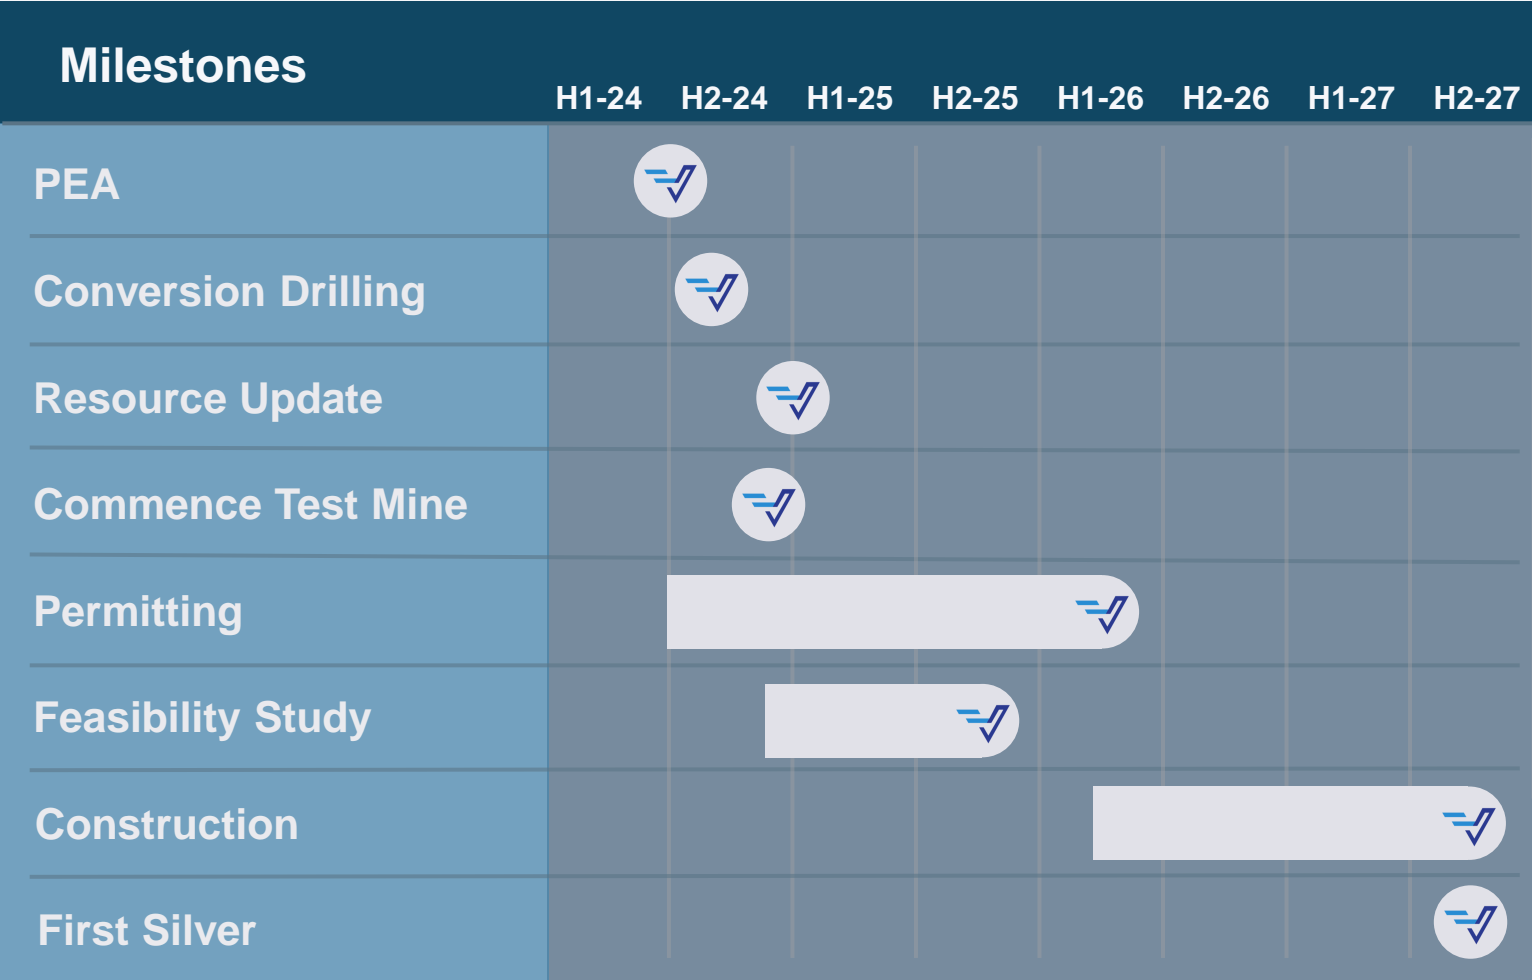 Milestones
H1-24 H2-24 H1-25 H2-25 H1-26 H2-26 H1-27 H2-27
PEA
Conversion Drilling
Resource Update
Commence Test Mine
Permitting
Feasibility Study
Construction
First Silver